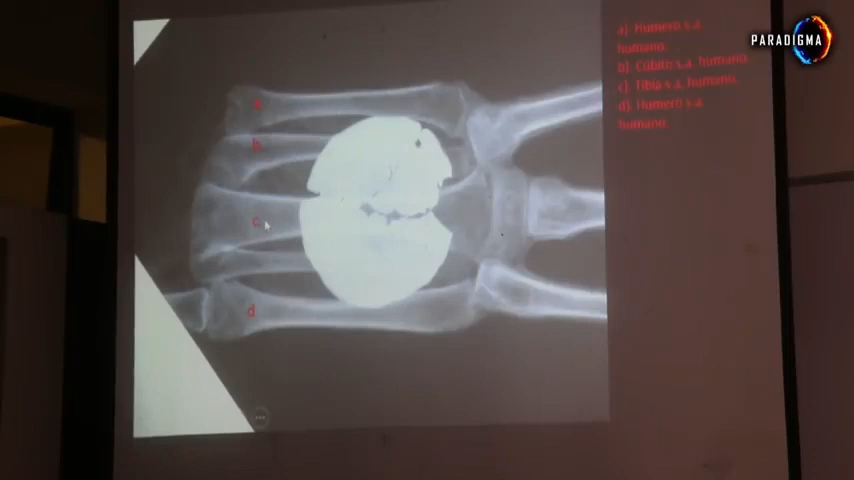 PARADIGMA
a). Humero s.a.
humano.
b). Cúbito s.a. humano.
c). Tibia s.a. humano.
d). Humero s.a.
humano.
a
b
c
d